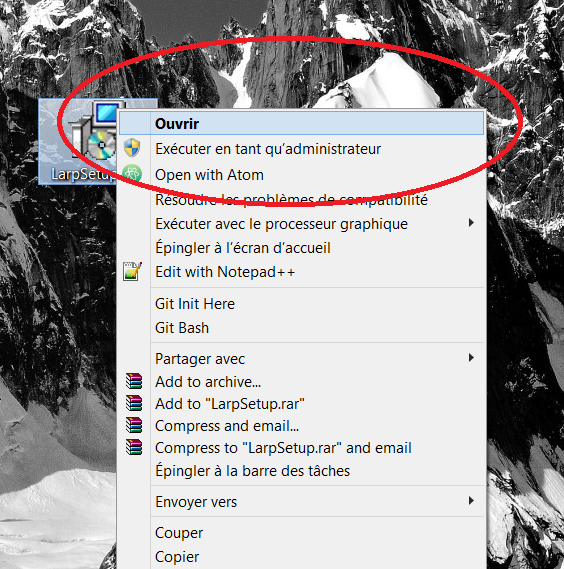 LarpSetup
Ouvrir
Exécuter en tant qu’administrateur
Open with Atom
Résoudre les problèmes de compatibilité
Exécuter avec le processeur graphique
Épingler à l’écran d’accueil
Edit with Notepad++
Git Init Here
Git Bash
Partager avec
Add to archive...
Add to "LarpSetup.rar"
Compress and email...
Compress to "LarpSetup.rar" and email
Épingler à la barre des tâches
Envoyer vers
Couper
Copier